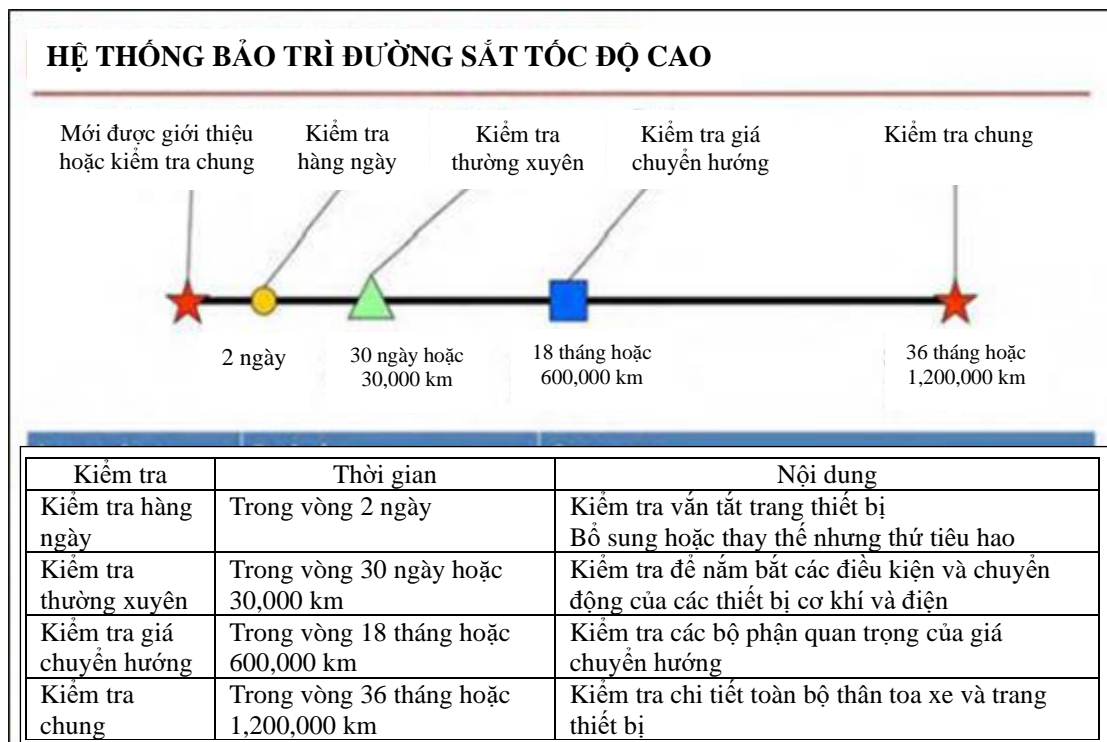 HỆ THỐNG BẢO TRÌ ĐƯỜNG SẮT TỐC ĐỘ CAO
Mới được giới thiệu
hoặc kiểm tra chung
Kiểm tra
hàng ngày
Kiểm tra
thường xuyên
Kiểm tra giá
chuyển hướng
Kiểm tra chung
2 ngày
30 ngày hoặc
30,000 km
18 tháng hoặc
600,000 km
36 tháng hoặc
1,200,000 km
Kiểm tra
Thời gian
Nội dung
Kiểm tra hàng
ngày
Trong vòng 2 ngày
Kiểm tra vắn tắt trang thiết bị
Bổ sung hoặc thay thế nhưng thứ tiêu hao
Kiểm tra
thường xuyên
Trong vòng 30 ngày hoặc
30,000 km
Kiểm tra để nắm bắt các điều kiện và chuyển
động của các thiết bị cơ khí và điện
Kiểm tra giá
chuyển hướng
Trong vòng 18 tháng hoặc
600,000 km
Kiểm tra các bộ phận quan trọng của giá
chuyển hướng
Kiểm tra
chung
Trong vòng 36 tháng hoặc
1,200,000 km
Kiểm tra chi tiết toàn bộ thân toa xe và trang
thiết bị